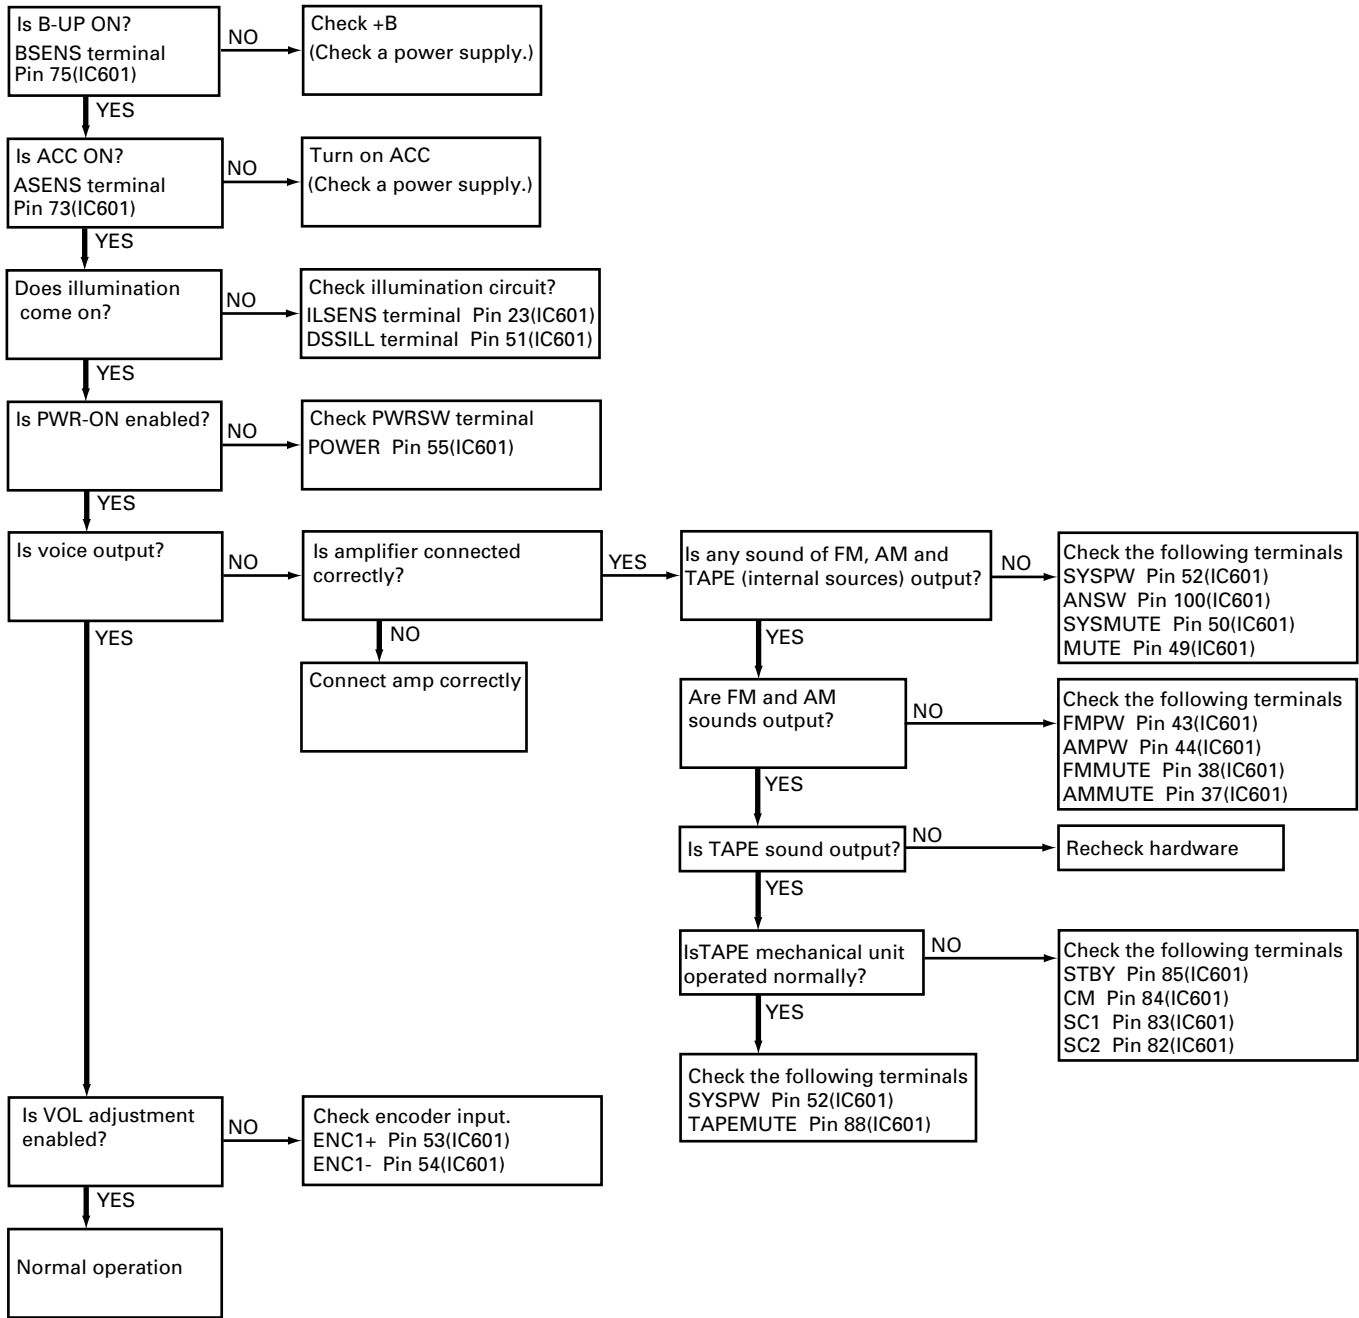 Is B-UP ON?
BSENS terminal
Pin 75(IC601)
NO
Check +B
(Check a power supply.)
YES
Is ACC ON?
ASENS terminal
Pin 73(IC601)
NO
Turn on ACC
(Check a power supply.)
YES
Does illumination
come on?
NO
Check illumination circuit?
ILSENS terminal Pin 23(IC601)
DSSILL terminal Pin 51(IC601)
YES
Is PWR-ON enabled?
NO
Check PWRSW terminal
POWER Pin 55(IC601)
YES
Is voice output?
NO
Is amplifier connected
correctly?
YES
Is any sound of FM, AM and
TAPE (internal sources) output?
NO
Check the following terminals
SYSPW Pin 52(IC601)
ANSW Pin 100(IC601)
SYSMUTE Pin 50(IC601)
MUTE Pin 49(IC601)
YES
NO
Connect amp correctly
YES
Are FM and AM
sounds output?
NO
Check the following terminals
FMPW Pin 43(IC601)
AMPW Pin 44(IC601)
FMMUTE Pin 38(IC601)
AMMUTE Pin 37(IC601)
YES
Is TAPE sound output?
NO
Recheck hardware
YES
IsTAPE mechanical unit
operated normally?
NO
Check the following terminals
STBY Pin 85(IC601)
CM Pin 84(IC601)
SC1 Pin 83(IC601)
SC2 Pin 82(IC601)
YES
Check the following terminals
SYSPW Pin 52(IC601)
TAPEMUTE Pin 88(IC601)
Is VOL adjustment
enabled?
NO
Check encoder input.
ENC1+ Pin 53(IC601)
ENC1- Pin 54(IC601)
YES
Normal operation